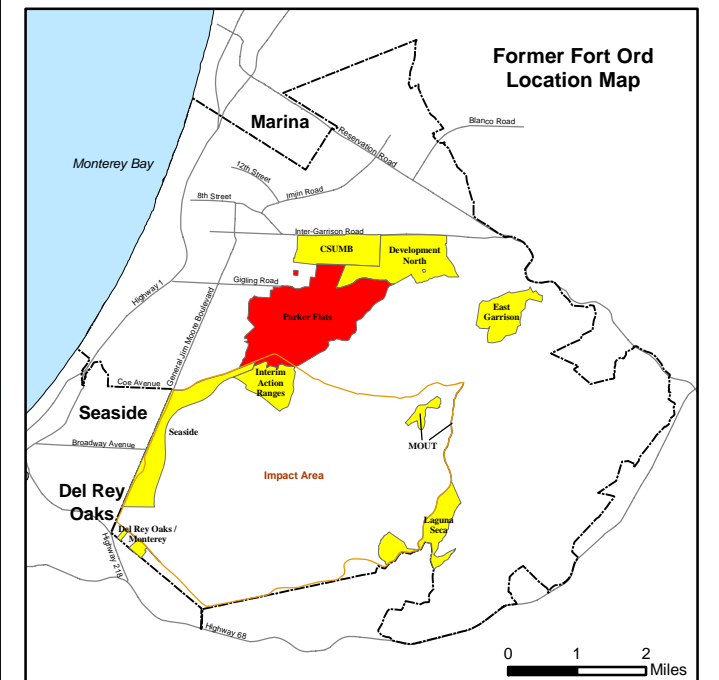 Former Fort Ord
Location Map
Marina
Blanco Road
Reservation Road
Monterey Bay
12th Street
Imjin Road
8th Street
Inter-Garrison Road
CSUMB
Development
North
Gigling Road
Highway 1
General Jim Moore Boulevard
East
Garrison
Parker Flats
Interim
Action
Ranges
Coe Avenue
Seaside
Seaside
MOUT
Broadway Avenue
Impact Area
Del Rey
Oaks
Laguna
Seca
Del Rey Oaks /
Monterey
Highway 218
Highway 68
0 1 2
Miles